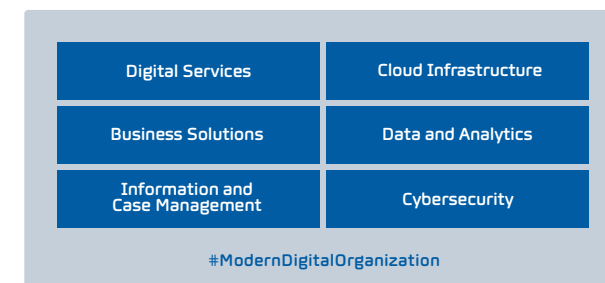 Digital Services
Cloud Infrastructure
Business Solutions
Data and Analytics
Information and
Case Management
Cybersecurity
#ModernDigitalOrganization